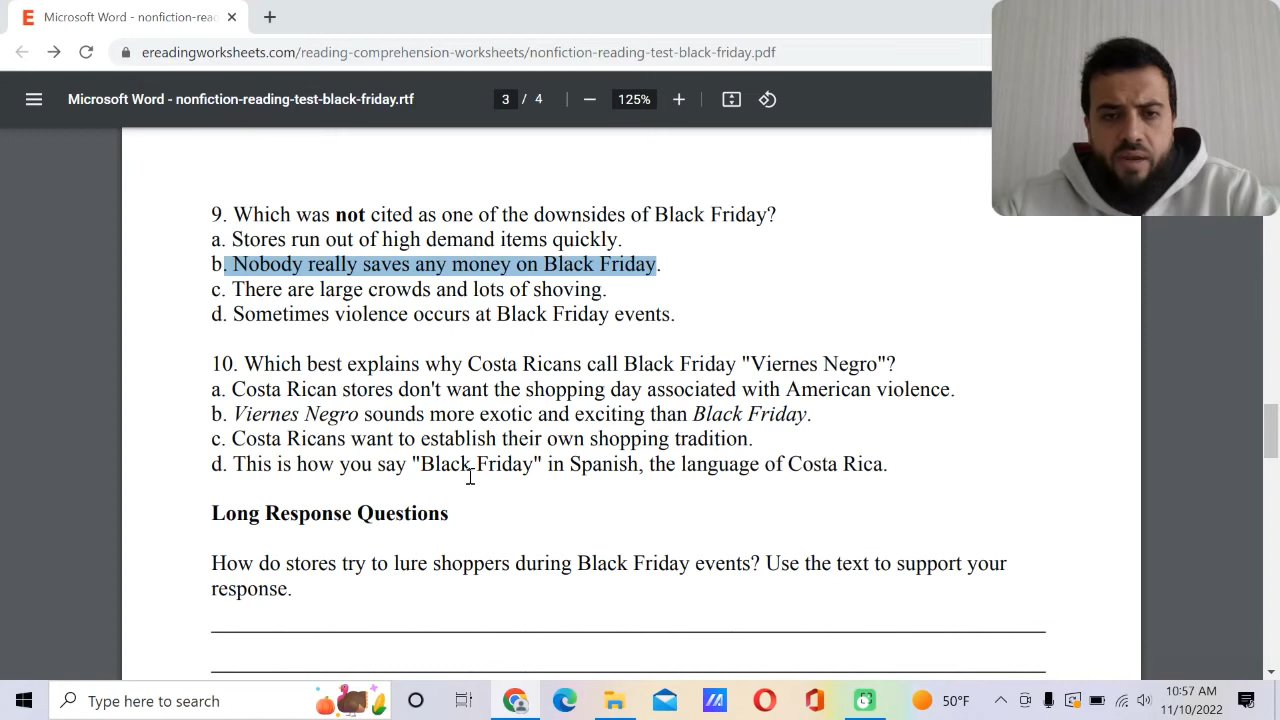 Microsoft Word - nonfiction-read
ereadingworksheets.com/reading-comprehension-worksheets/nonfiction-reading-test-black-friday.pdf
Microsoft Word - nonfiction-reading-test-black-friday.rtf
3 / 4
125%
9. Which was not cited as one of the downsides of Black Friday?
a. Stores run out of high demand items quickly.
b. Nobody really saves any money on Black Friday.
c. There are large crowds and lots of shoving.
d. Sometimes violence occurs at Black Friday events.
10. Which best explains why Costa Ricans call Black Friday "Viernes Negro"?
a. Costa Rican stores don't want the shopping day associated with American violence.
b. Viernes Negro sounds more exotic and exciting than Black Friday.
c. Costa Ricans want to establish their own shopping tradition.
d. This is how you say "Black Friday" in Spanish, the language of Costa Rica.
Long Response Questions
How do stores try to lure shoppers during Black Friday events? Use the text to support your
response.
Type here to search
50°F
10:57 AM
11/10/2022